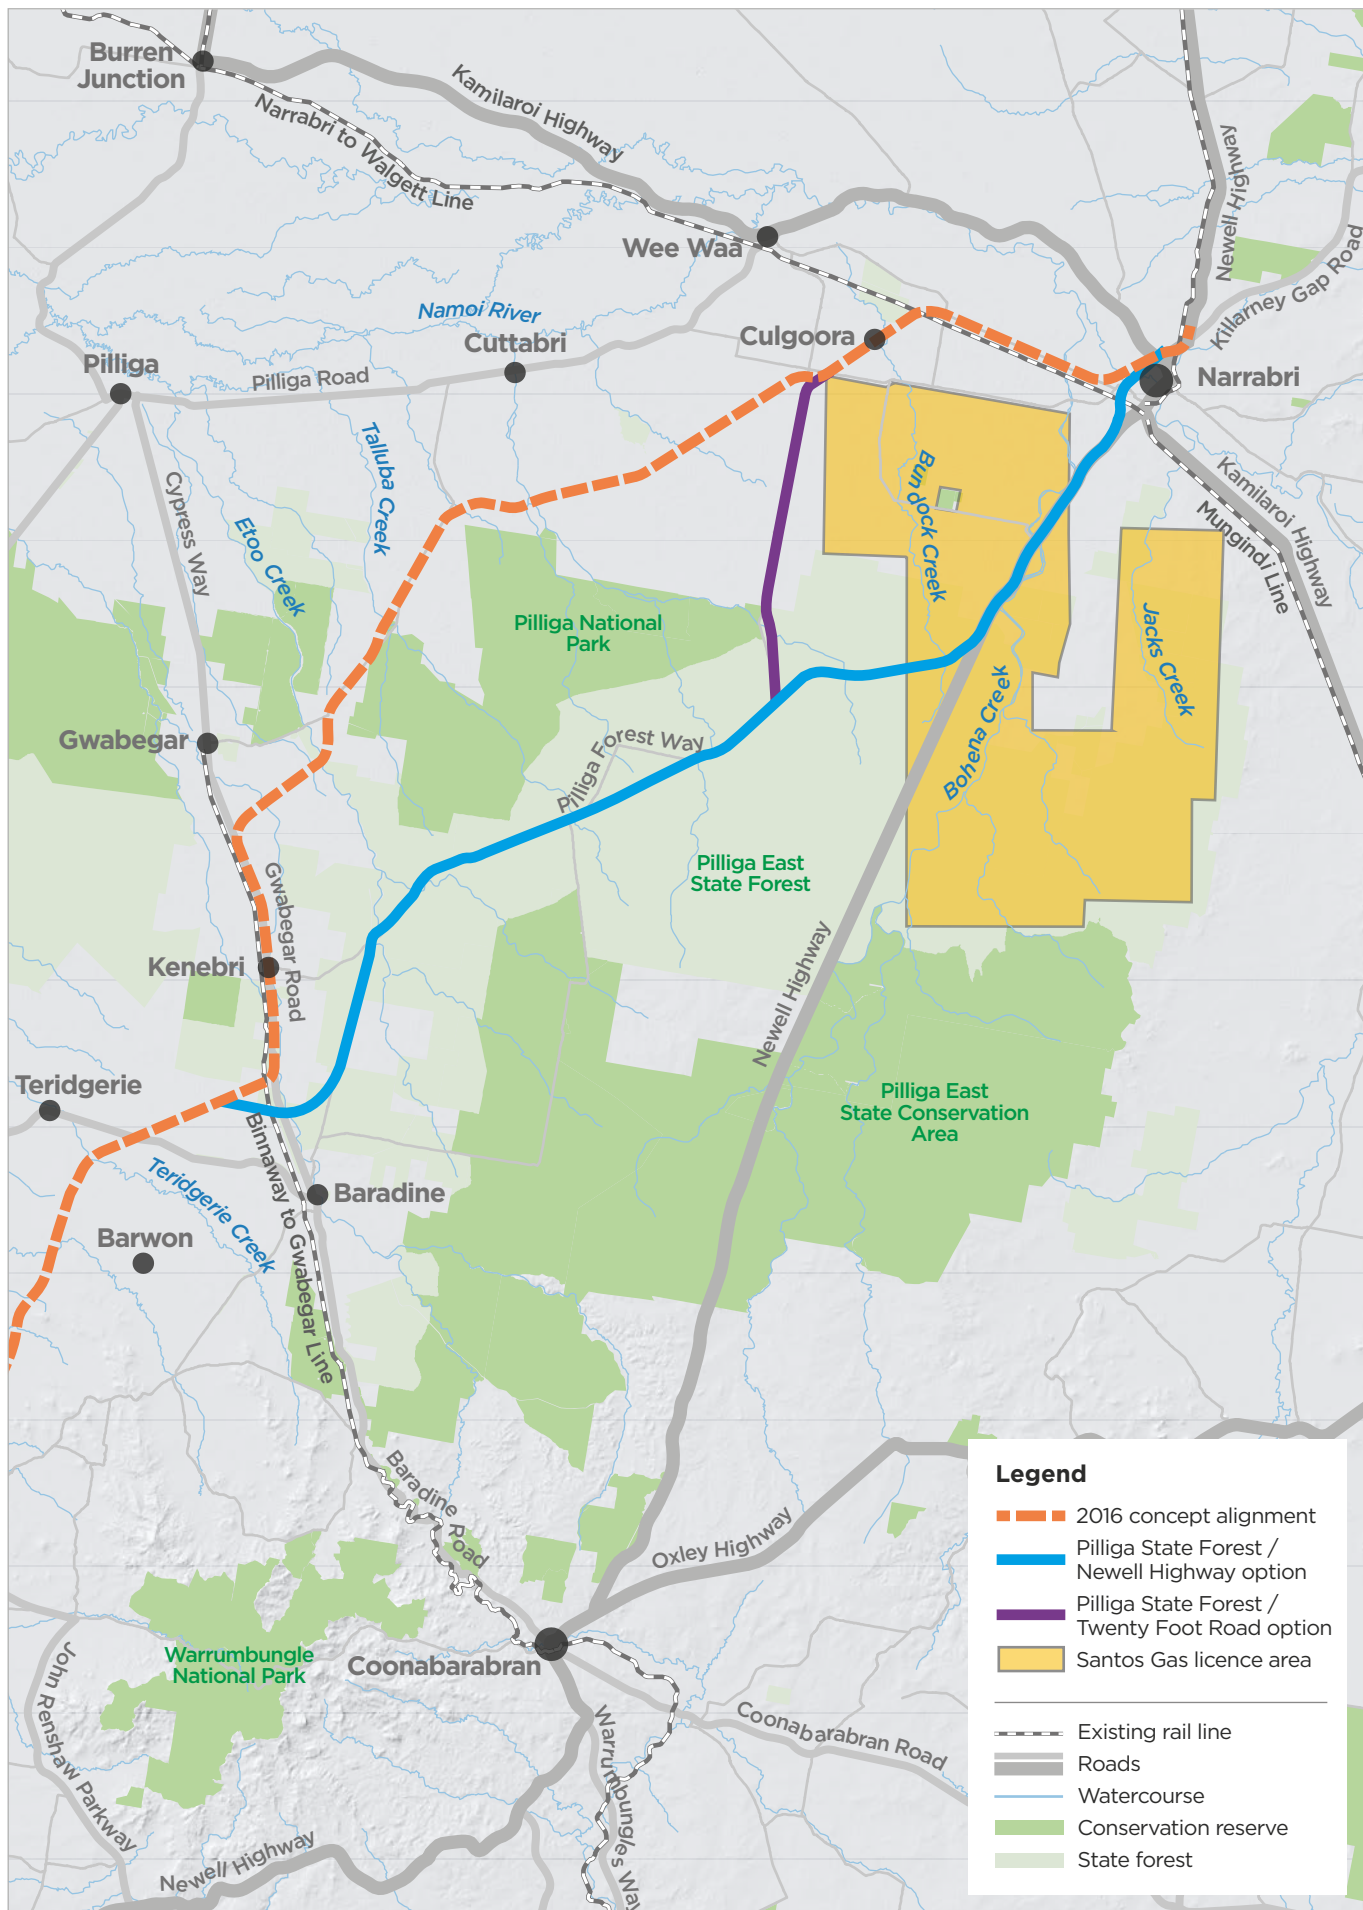 Burren
Junction
Kamilaroi Highway
Narrabri to Walgett Line
Newell Highway
Killarney Gap Road
Wee Waa
Namoi River
Culgoora
Cuttabri
Pilliga
Pilliga Road
Narrabri
Talluba Creek
Cypress Way
Etoo Creek
Bundock Creek
Kamilaroi Highway
Mungindi Line
Jacks Creek
Pilliga National
Park
Bohena Creek
Gwabegar
Pilliga Forest Way
Pilliga East
State Forest
Gwabegar Road
Kenebri
Newell Highway
Teridgerie
Pilliga East
State Conservation
Area
Binnaway to Gwabegar Line
Teridgerie Creek
Baradine
Barwon
Baradine Road
Oxley Highway
Warrumbungle
National Park
Coonabarabran
John Renshaw Parkway
Warrumbungles Way
Coonabarabran Road
Newell Highway
Legend
2016 concept alignment
Pilliga State Forest /
Newell Highway option
Pilliga State Forest /
Twenty Foot Road option
Santos Gas licence area
Existing rail line
Roads
Watercourse
Conservation reserve
State forest